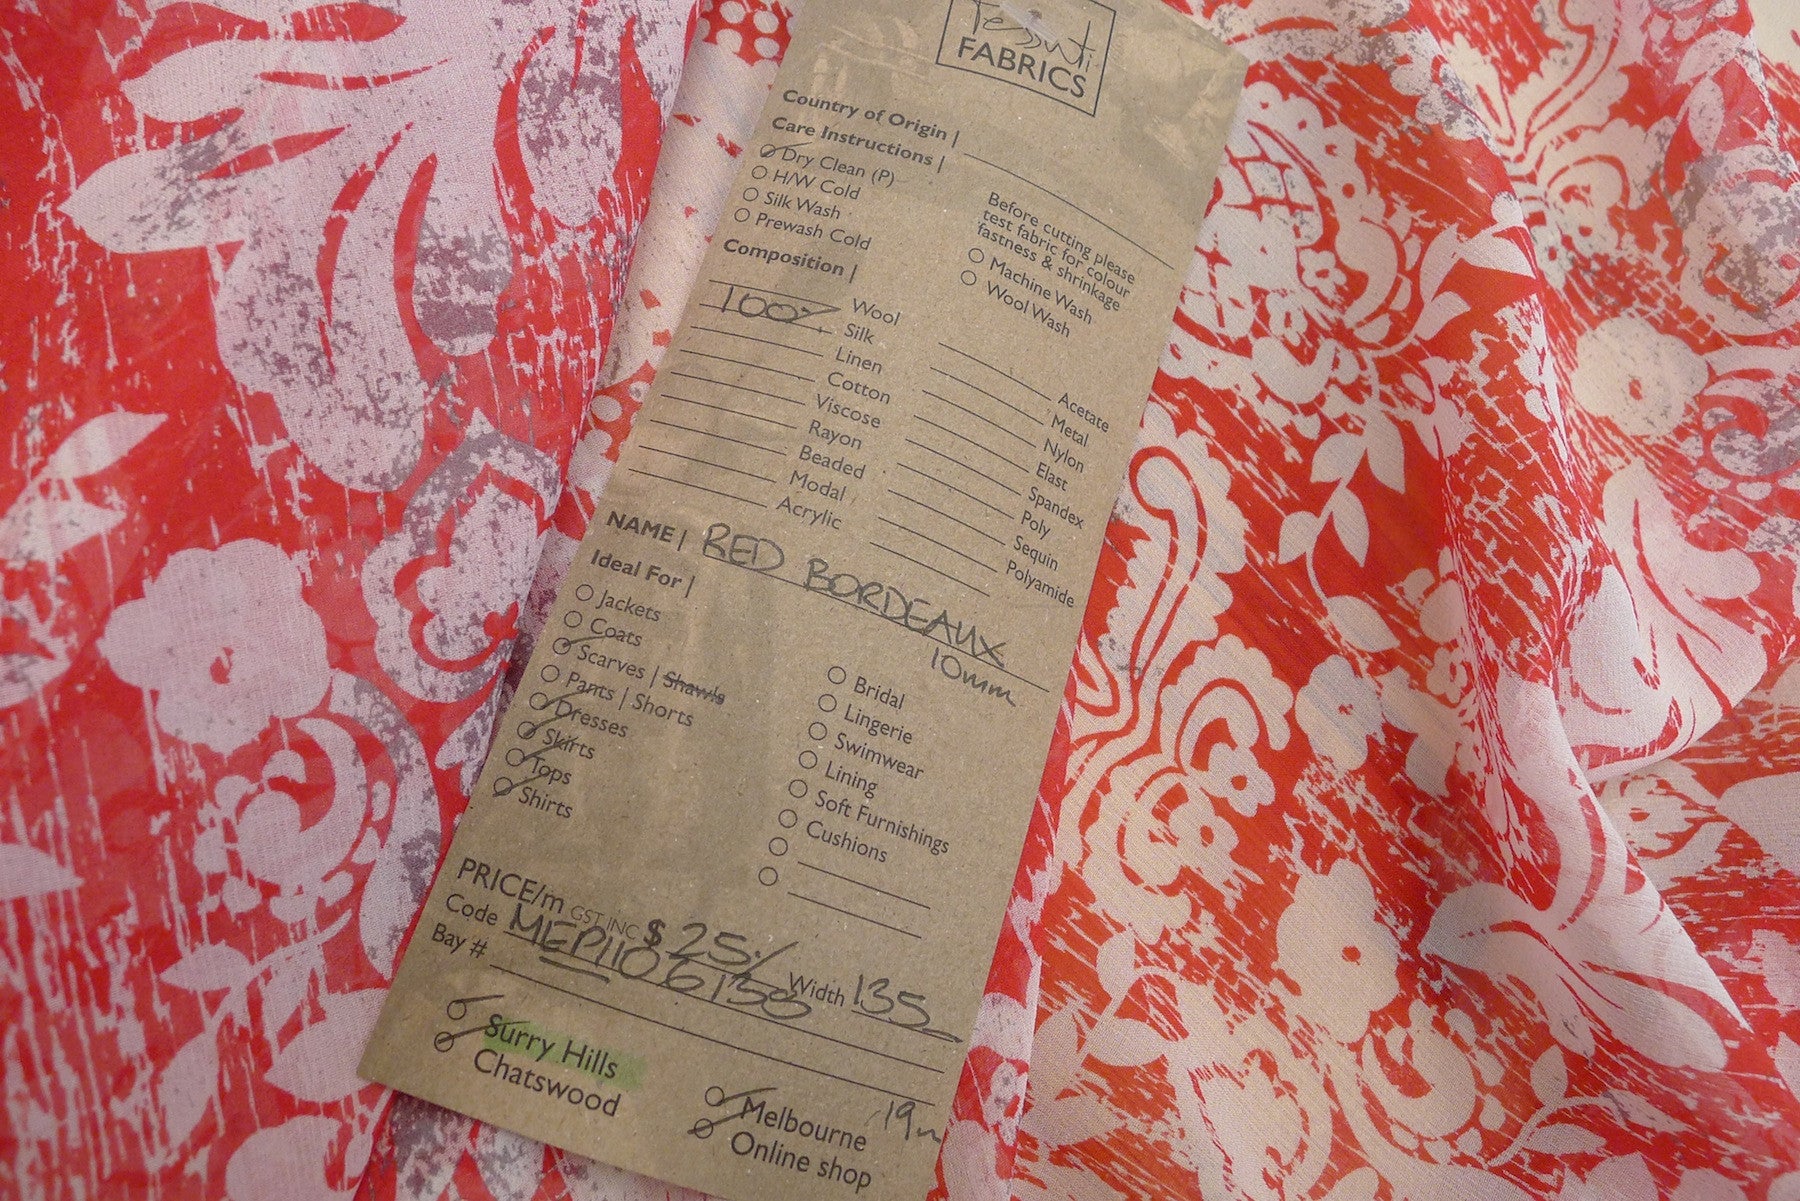 Tessuti
FABRICS
Country of Origin |
Care Instructions |
Dry Clean (P)
H/W Cold
Silk Wash
Prewash Cold
Before cutting please
test fabric for colour
fastness & shrinkage
Machine Wash
Wool Wash
Composition |
Wool
100% Silk
Linen
Cotton
Viscose
Rayon
Beaded
Modal
Acrylic
Acetate
Metal
Nylon
Elast
Spandex
Poly
Sequin
Polyamide
NAME | RED BORDEAUX
10mm
Ideal For |
Jackets
Coats
Scarves | Shawls
Pants | Shorts
Dresses
Skirts
Tops
Shirts
Bridal
Lingerie
Swimwear
Lining
Soft Furnishings
Cushions
PRICE/m GST INC $ 25./ Width 135
Code MEP1106138
Bay #
Surry Hills
Chatswood
19m
Melbourne
Online shop